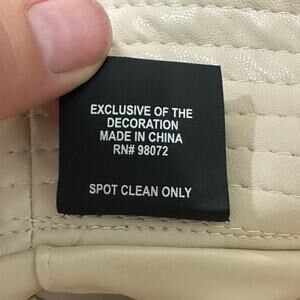 EXCLUSIVE OF THE
DECORATION
MADE IN CHINA
RN# 98072
SPOT CLEAN ONLY